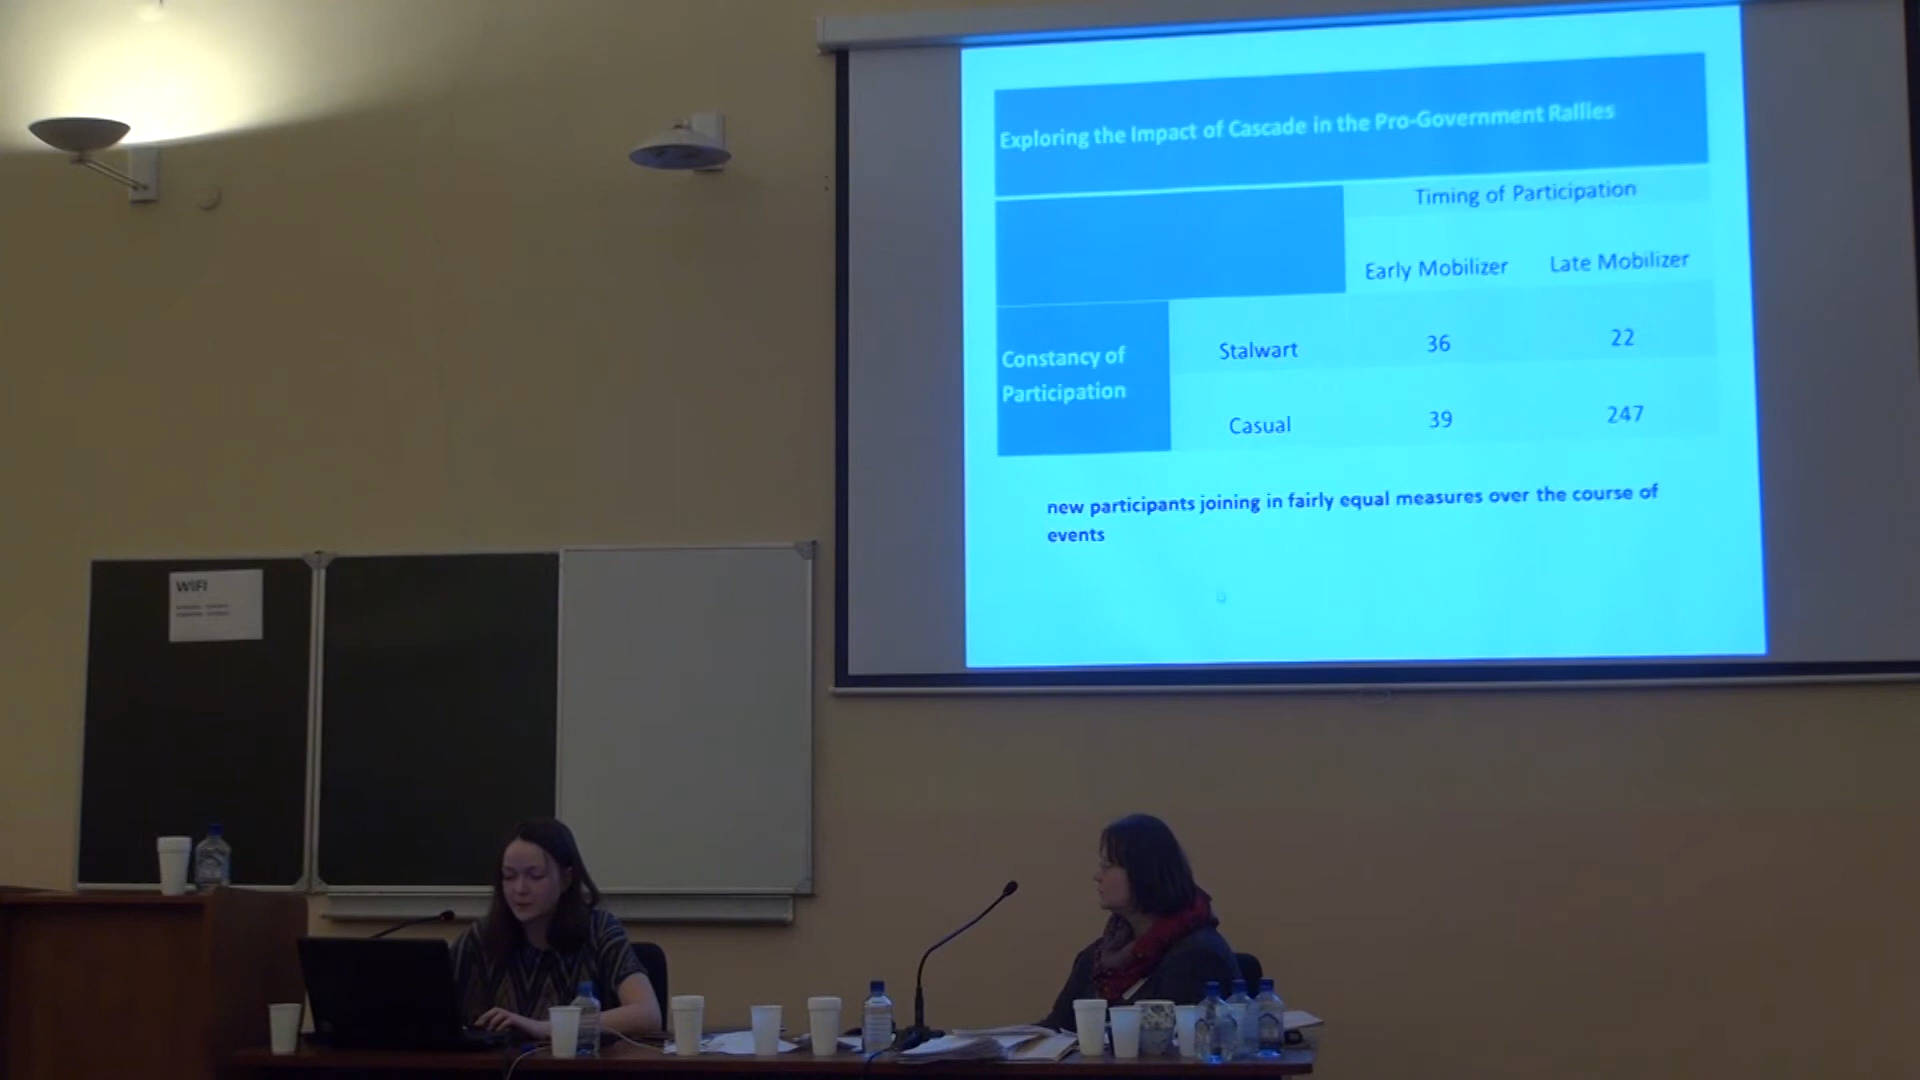 Exploring the Impact of Cascade in the Pro-Government Rallies
Timing of Participation
Early Mobilizer Late Mobilizer
Constancy of
Participation
Stalwart 36 22
Casual 39 247
new participants joining in fairly equal measures over the course of
events
WIFI